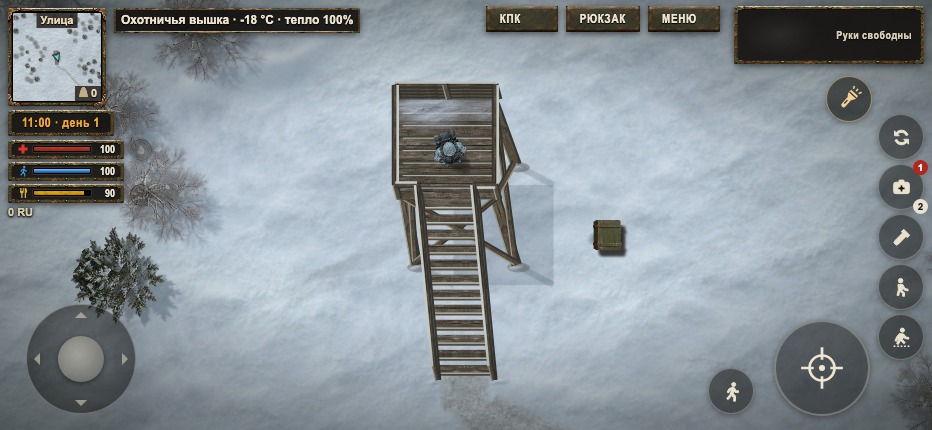 Улица
Охотничья вышка · -18 °C · тепло 100%
КПК
РЮКЗАК
МЕНЮ
Руки свободны
0
11:00 · день 1
100
100
90
0 RU
1
2